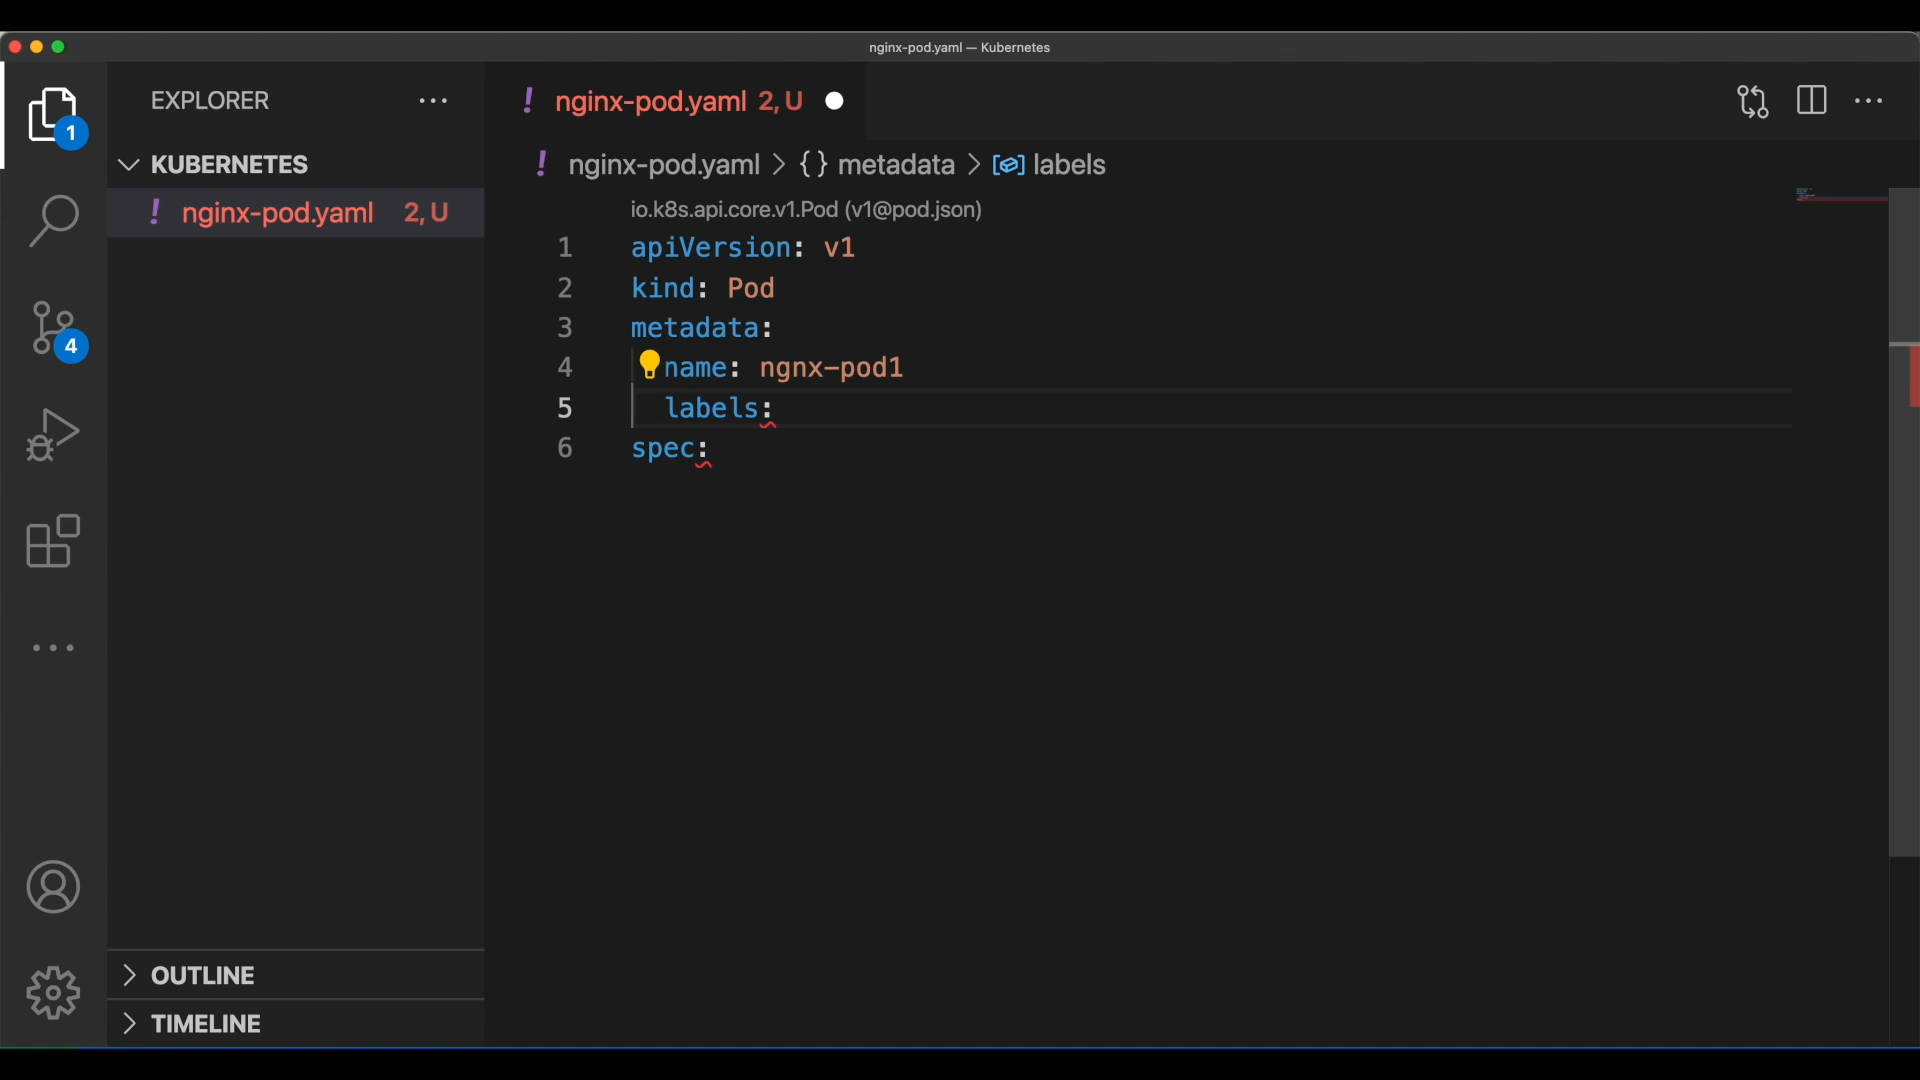 nginx-pod.yaml — Kubernetes
EXPLORER
nginx-pod.yaml 2, U
1
KUBERNETES
nginx-pod.yaml > {} metadata > labels
nginx-pod.yaml 2, U
io.k8s.api.core.v1.Pod (v1@pod.json)
1 apiVersion: v1
2 kind: Pod
3 metadata:
4 name: ngnx-pod1
4
5 labels:
6 spec:
OUTLINE
TIMELINE